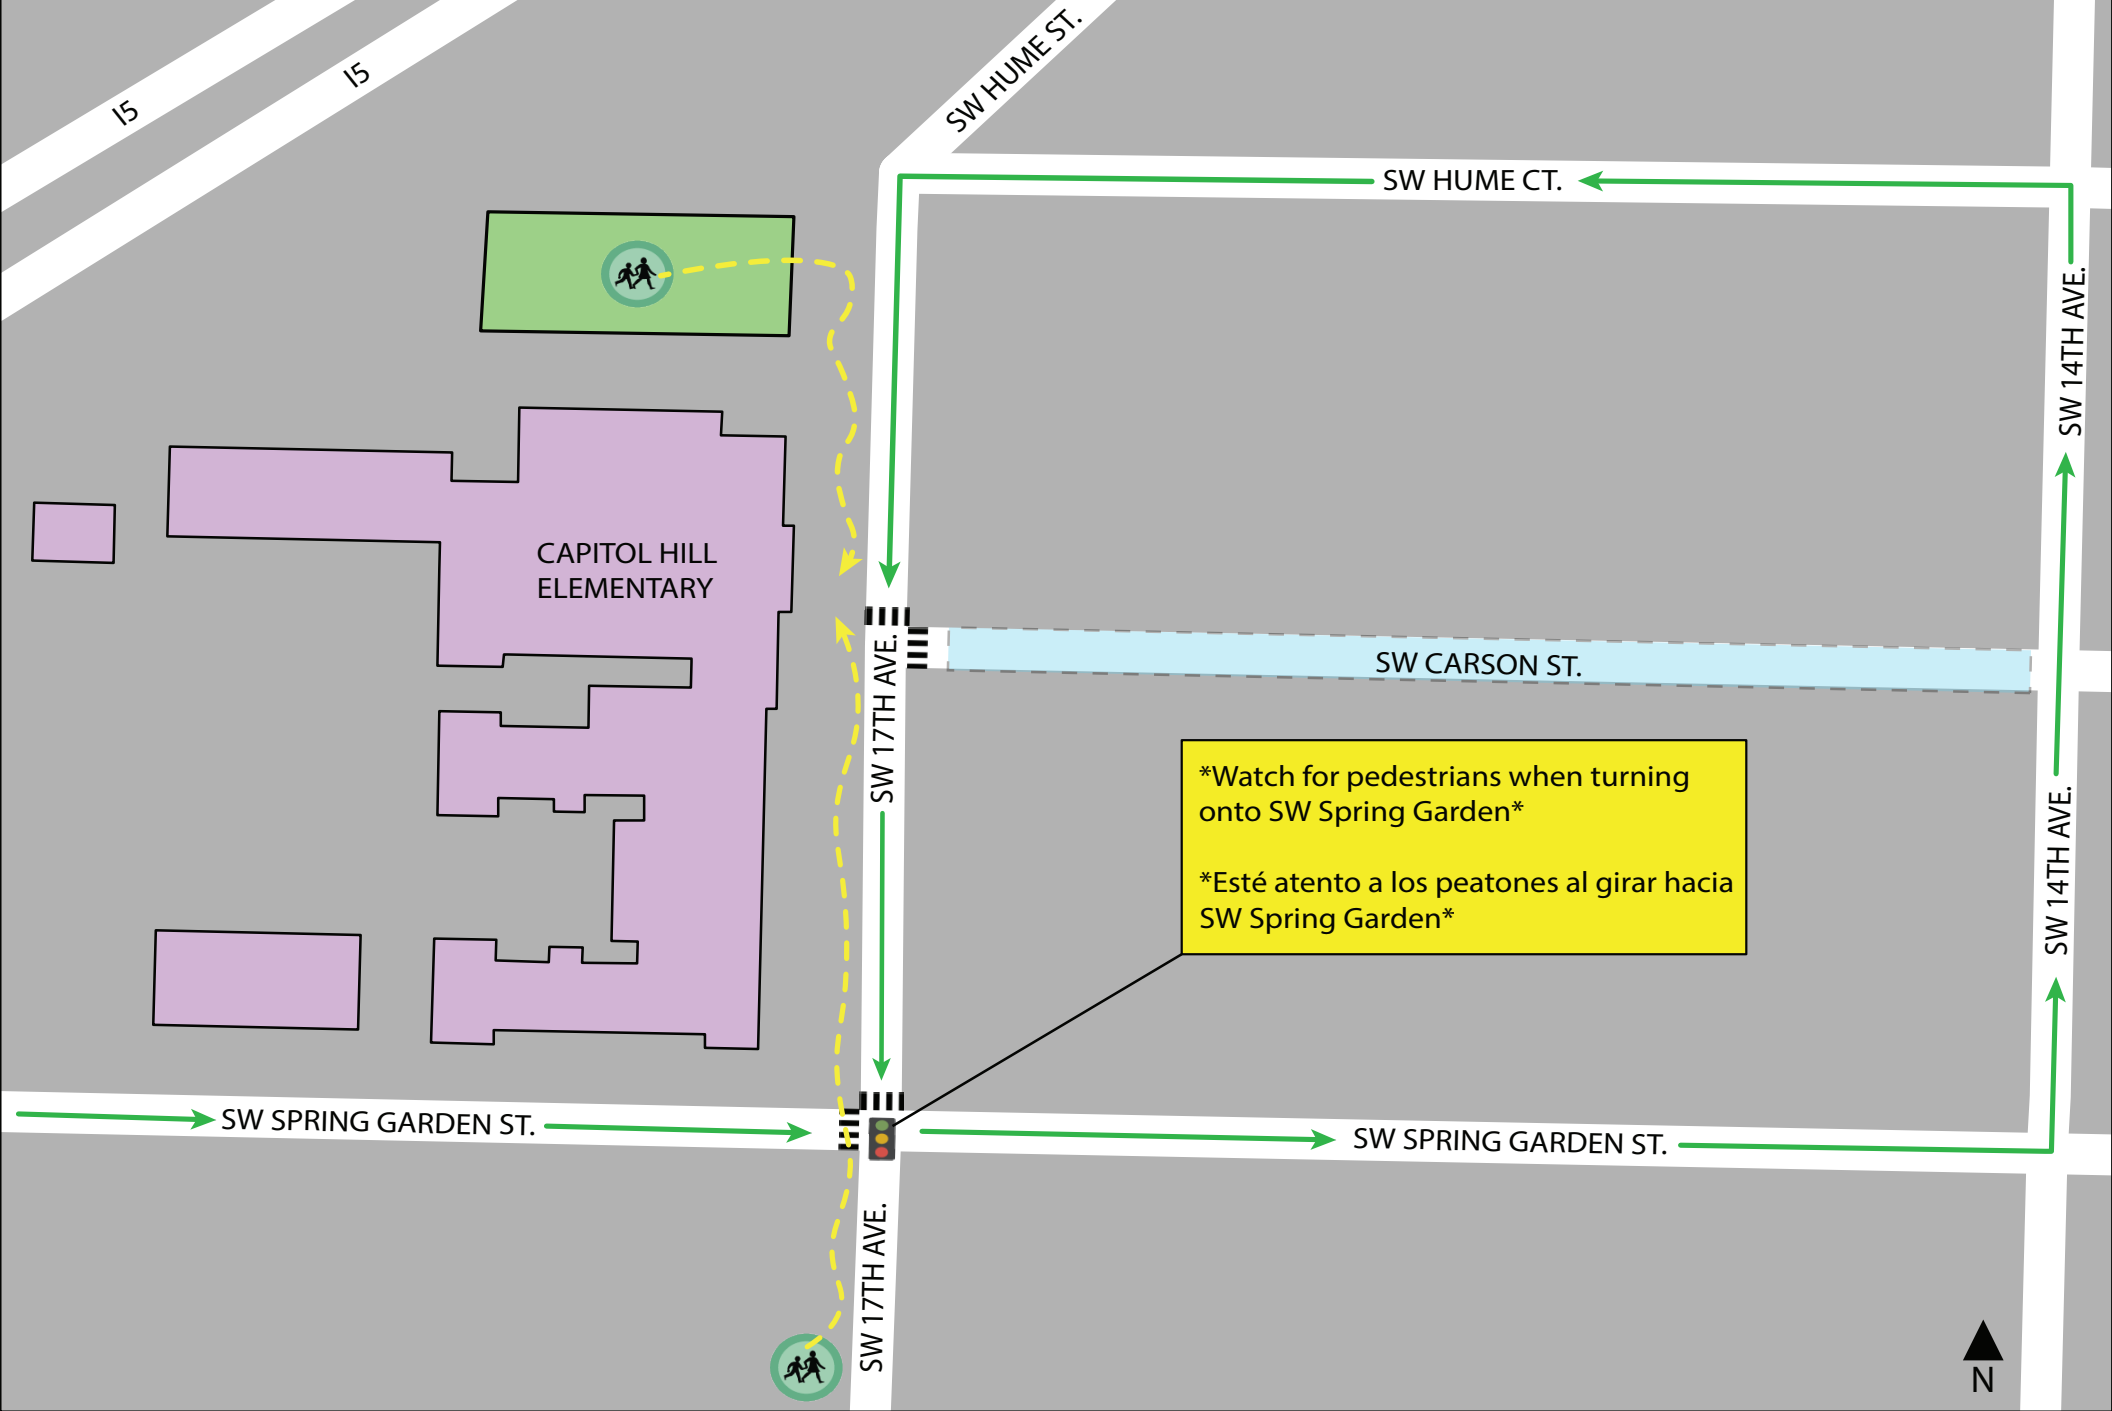 SW HUME ST.
I5
I5
SW HUME CT.
SW 14TH AVE.
CAPITOL HILL
ELEMENTARY
SW 17TH AVE.
SW CARSON ST.
*Watch for pedestrians when turning
onto SW Spring Garden*
*Esté atento a los peatones al girar hacia
SW Spring Garden*
SW 14TH AVE.
SW SPRING GARDEN ST.
SW SPRING GARDEN ST.
SW 17TH AVE.
N